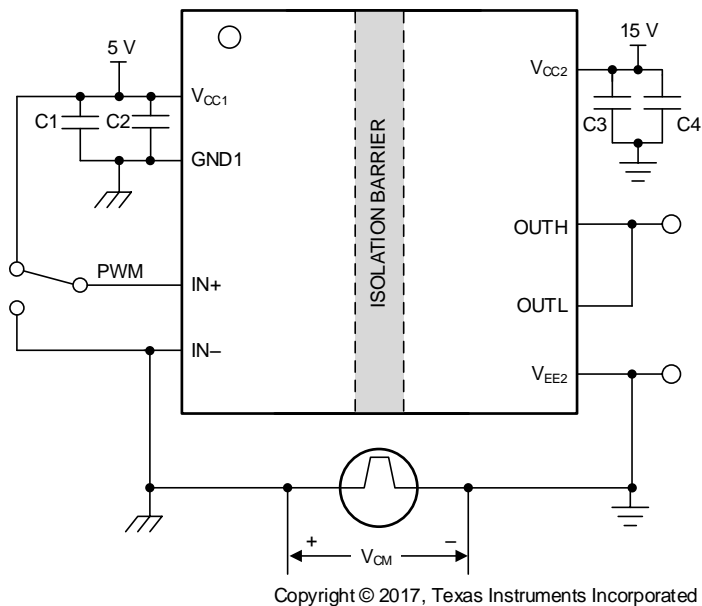 5 V
15 V
VCC1
VCC2
C1
C2
C3
C4
GND1
ISOLATION BARRIER
OUTH
PWM
IN+
OUTL
IN–
VEE2
+
–
VCM
Copyright © 2017, Texas Instruments Incorporated